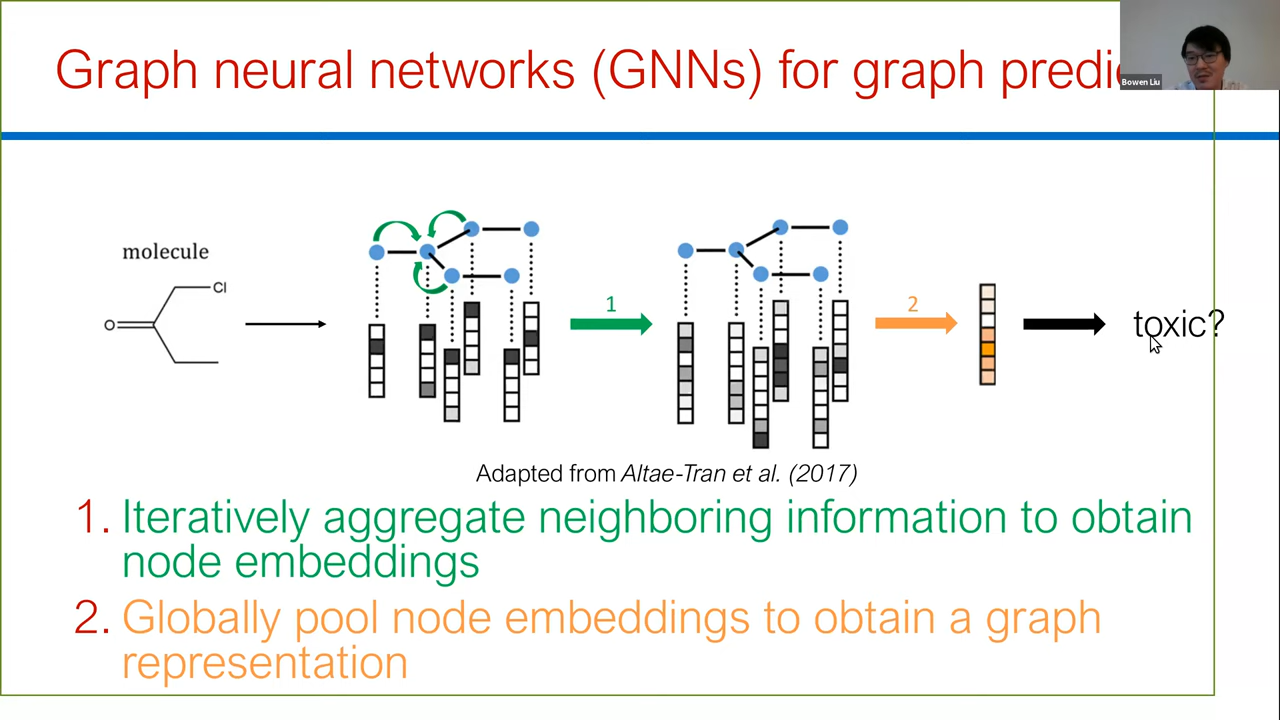 Graph neural networks (GNNs) for graph
Bowen Liu
molecule
Cl
O
1
2
toxic?
Adapted from Altae-Tran et al. (2017)
1. Iteratively aggregate neighboring information to obtain
node embeddings
2. Globally pool node embeddings to obtain a graph
representation